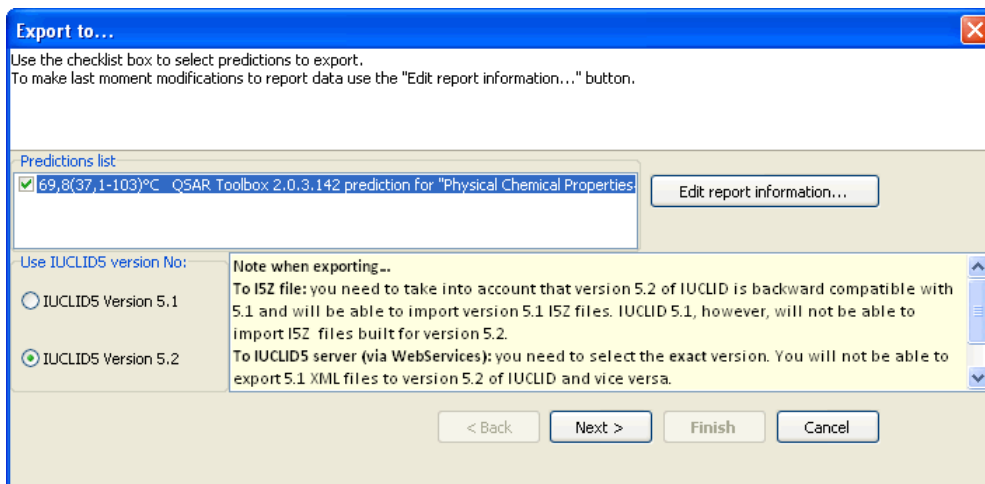 Export to...
Use the checklist box to select predictions to export.
To make last moment modifications to report data use the "Edit report information..." button.
Predictions list
69,8(37,1-103)°C QSAR Toolbox 2.0.3.142 prediction for "Physical Chemical Properties
Edit report information...
Use IUCLID5 version No:
IUCLID5 Version 5.1
IUCLID5 Version 5.2
Note when exporting...
To I5Z file: you need to take into account that version 5.2 of IUCLID is backward compatible with
5.1 and will be able to import version 5.1 I5Z files. IUCLID 5.1, however, will not be able to
import I5Z files built for version 5.2.
To IUCLID5 server (via WebServices): you need to select the exact version. You will not be able to
export 5.1 XML files to version 5.2 of IUCLID and vice versa.
< Back
Next >
Finish
Cancel